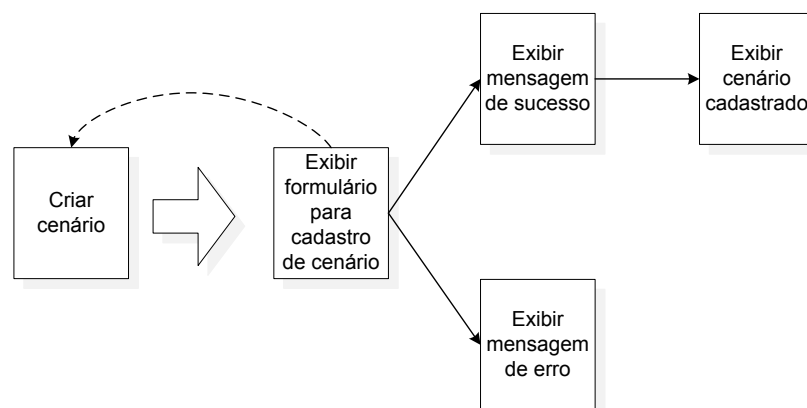 Criar
cenário
Exibir
formulário
para
cadastro
de cenário
Exibir
mensagem
de sucesso
Exibir
cenário
cadastrado
Exibir
mensagem
de erro